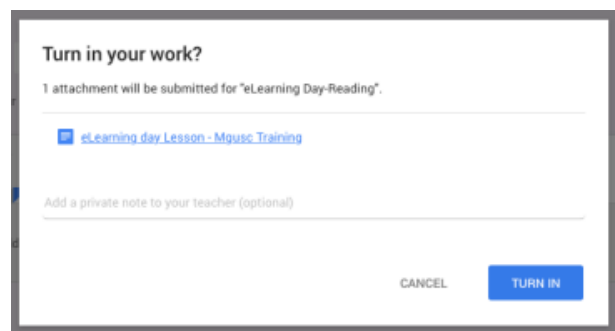 Turn in your work?
1 attachment will be submitted for "eLearning Day-Reading".
eLearning day Lesson - Mgusc Training
Add a private note to your teacher (optional)
CANCEL TURN IN